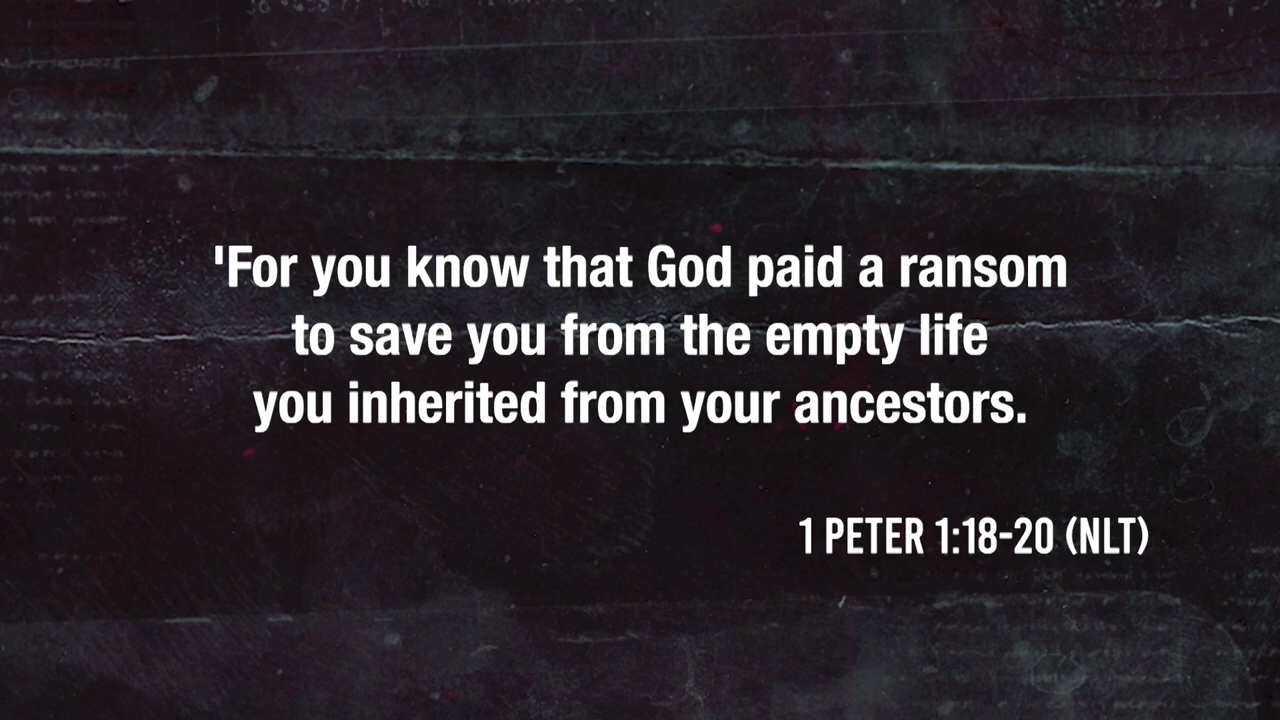 'For you know that God paid a ransom
to save you from the empty life
you inherited from your ancestors.
1 PETER 1:18-20 (NLT)